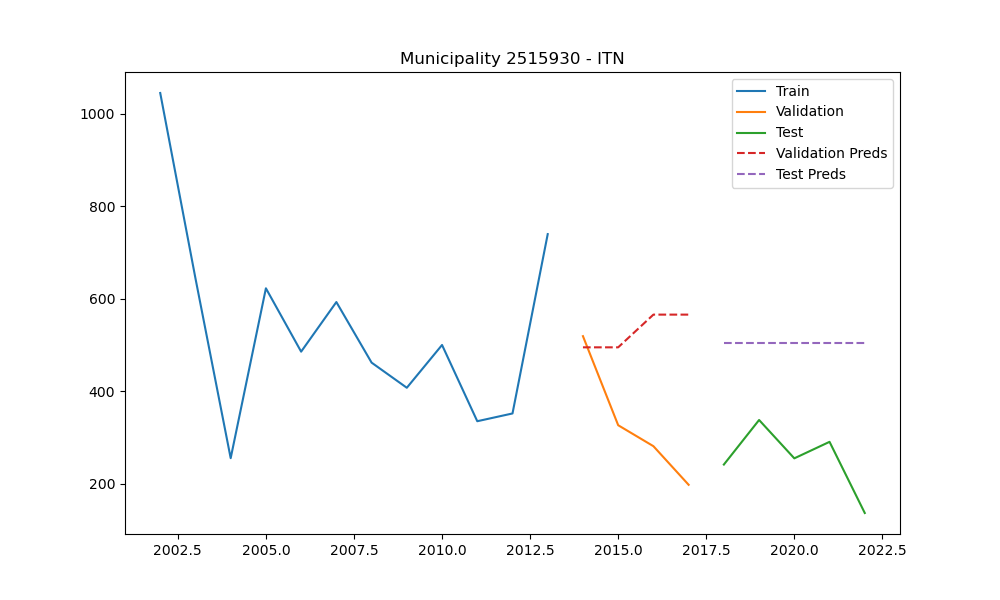 Municipality 2515930 - ITN
Train
Validation
Test
Validation Preds
Test Preds
1000
800
600
400
200
2002.5 2005.0 2007.5 2010.0 2012.5 2015.0 2017.5 2020.0 2022.5